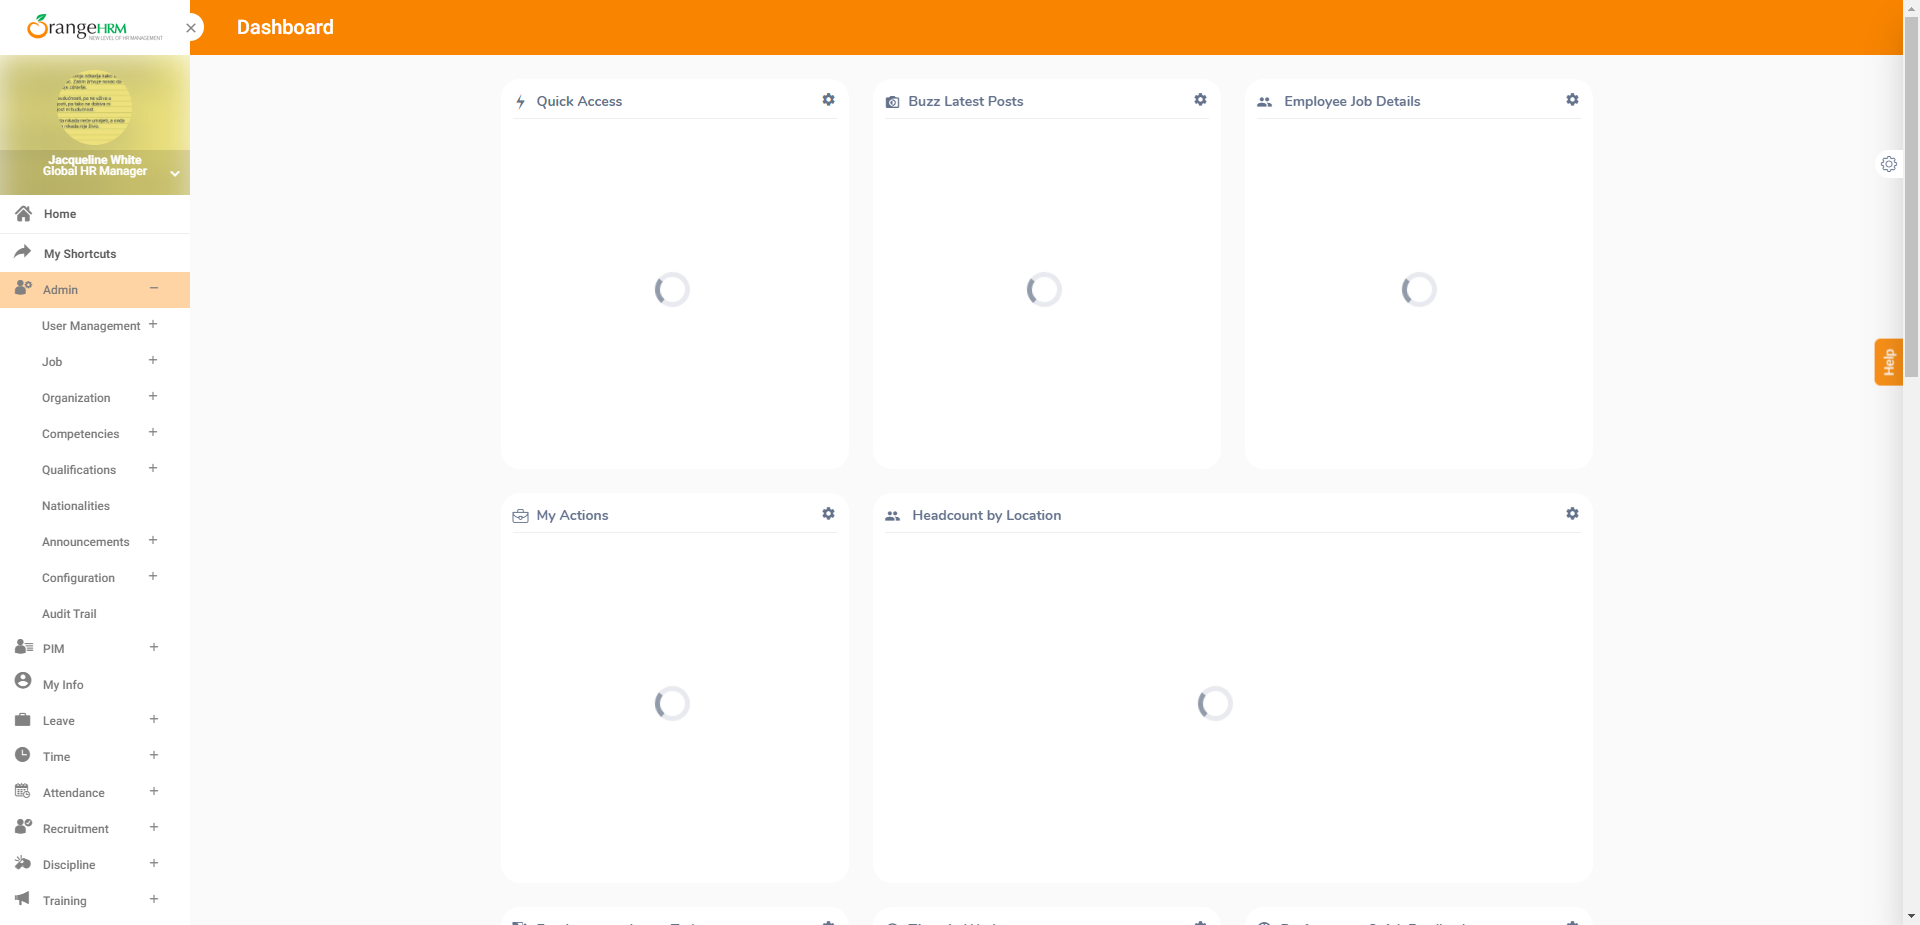 OrangeHRM
NEW LEVEL OF HR MANAGEMENT
Dashboard
Jacqueline White
Global HR Manager
Home
My Shortcuts
Admin
User Management
Job
Organization
Competencies
Qualifications
Nationalities
Announcements
Configuration
Audit Trail
PIM
My Info
Leave
Time
Attendance
Recruitment
Discipline
Training
Quick Access
Buzz Latest Posts
Employee Job Details
My Actions
Headcount by Location
Help